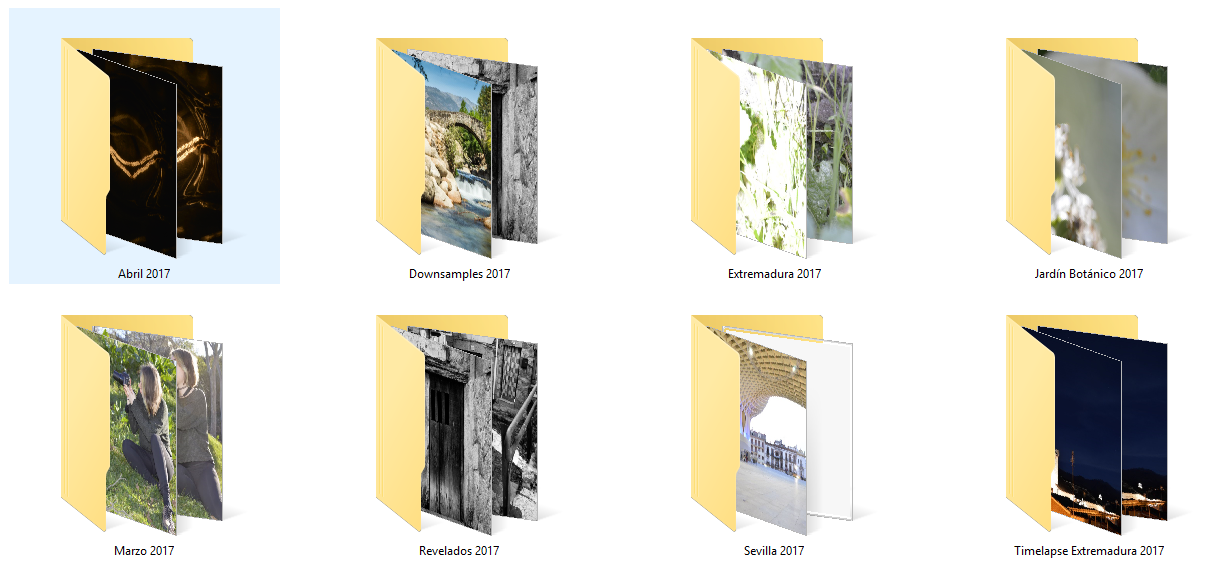 Abril 2017
Downsamples 2017
Extremadura 2017
Jardín Botánico 2017
Marzo 2017
Revelados 2017
Sevilla 2017
Timelapse Extremadura 2017